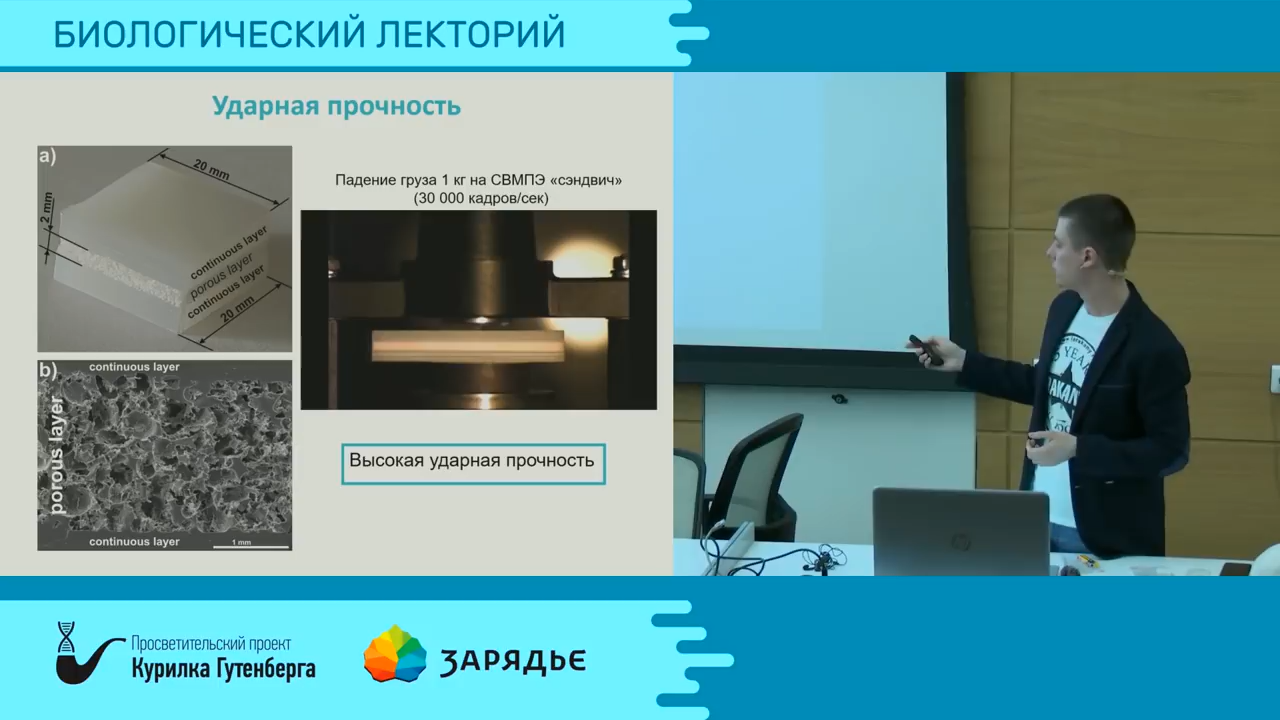 БИОЛОГИЧЕСКИЙ ЛЕКТОРИЙ
Ударная прочность
a)
20 mm
2 mm
continuous layer
porous layer
continuous layer
20 mm
b)
continuous layer
porous layer
continuous layer
1 mm
Падение груза 1 кг на СВМПЭ «сэндвич»
(30 000 кадров/сек)
Высокая ударная прочность
YEA
АКАЛ
Просветительский проект
Курилка Гутенберга
ЗАРЯДЬЕ